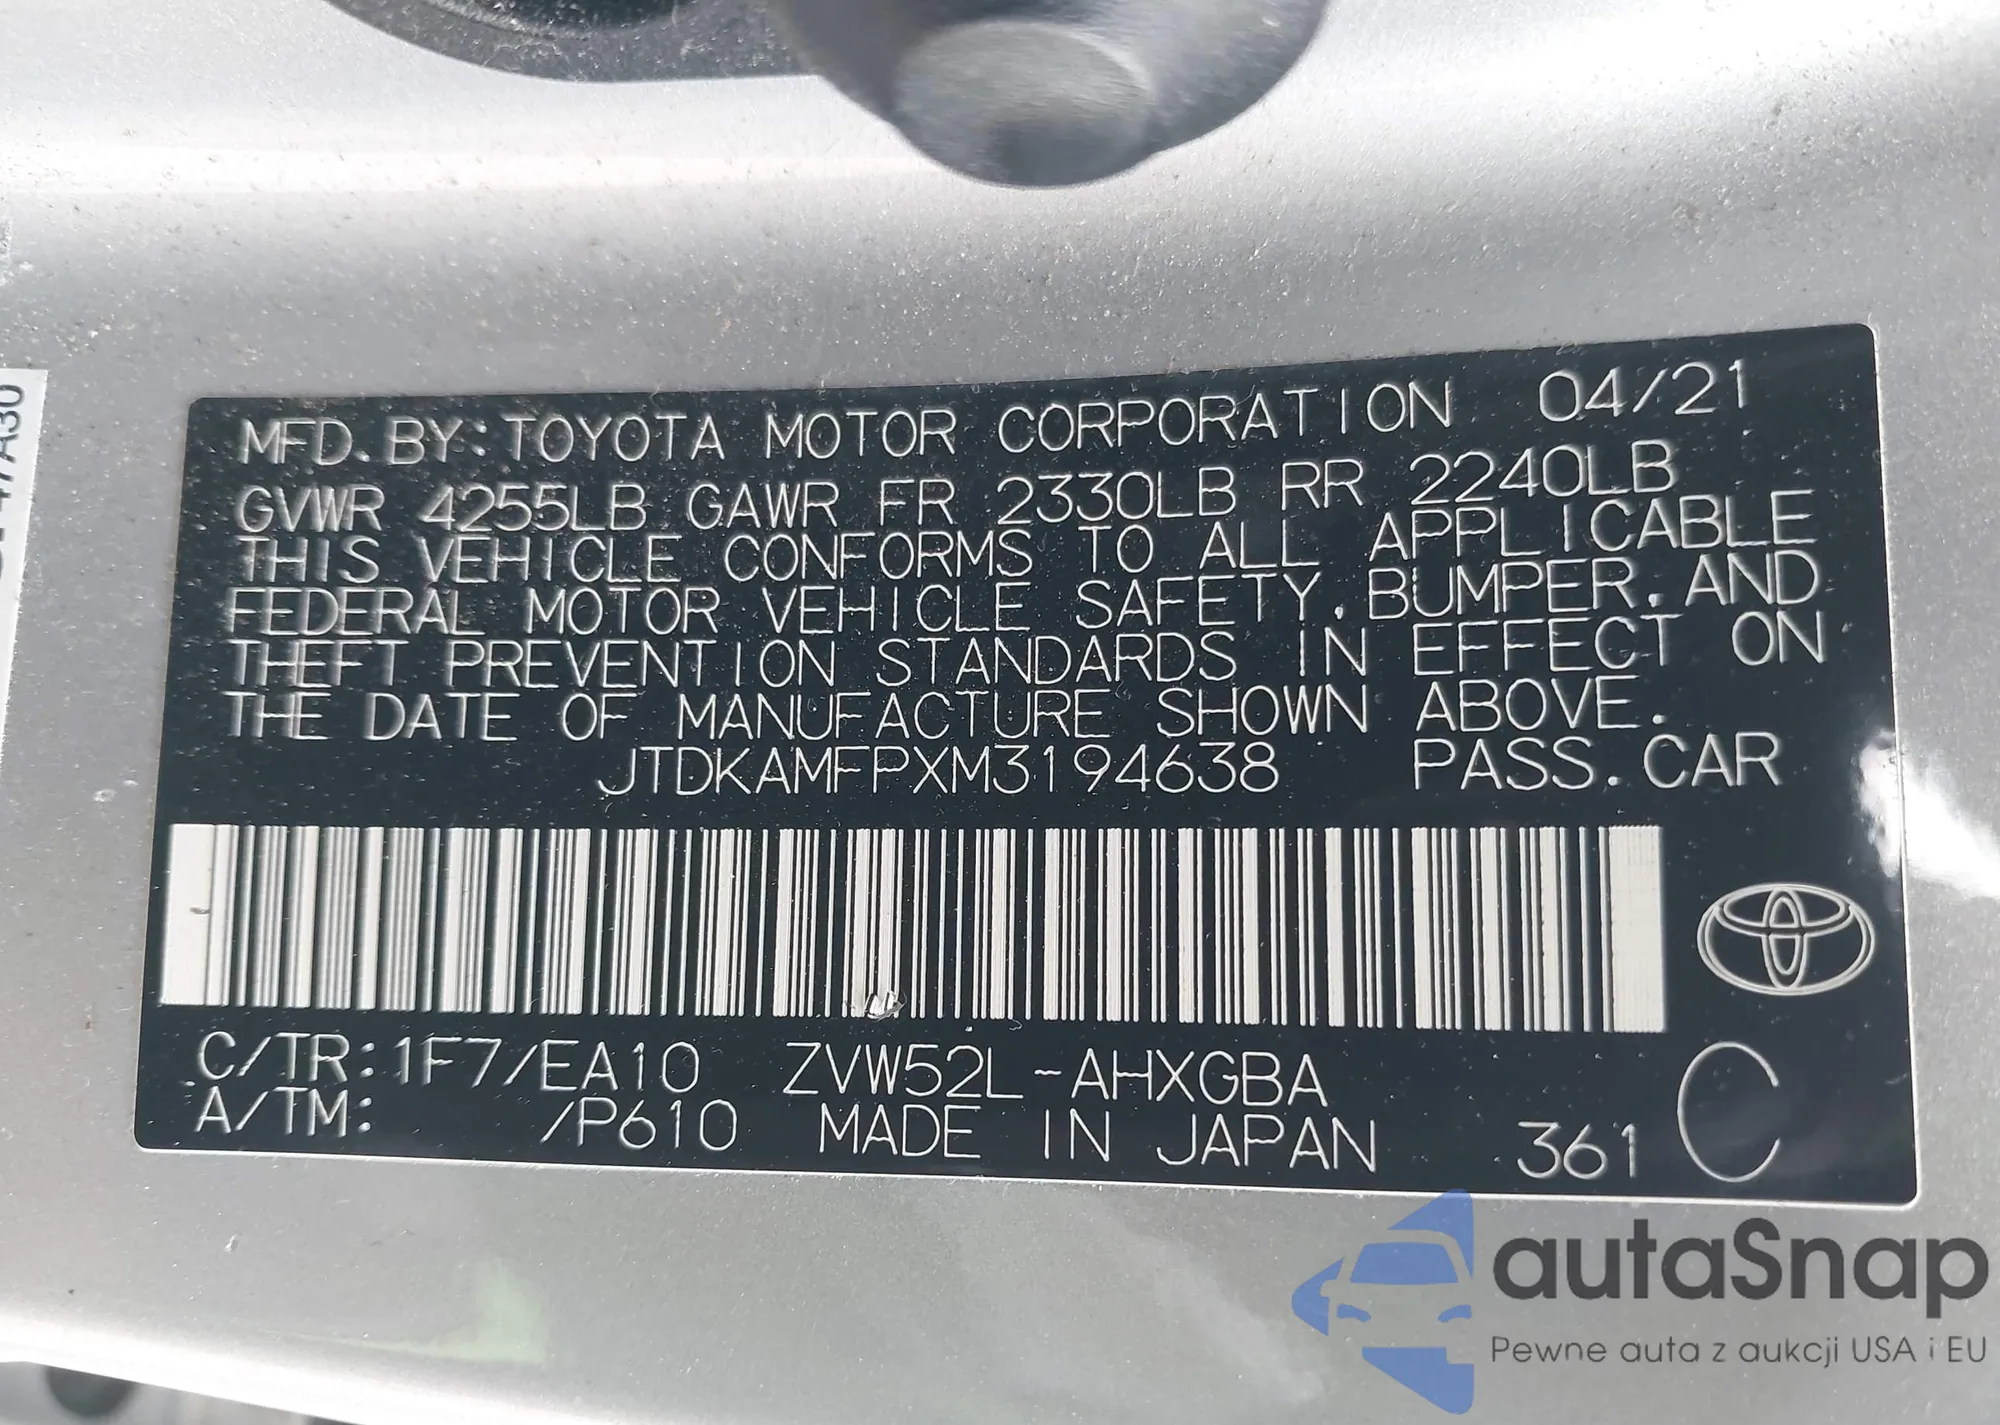 MFD. BY: TOYOTA MOTOR CORPORATION 04/21
GVWR 4255LB GAWR FR 2330LB RR 2240LB
THIS VEHICLE CONFORMS TO ALL APPLICABLE
FEDERAL MOTOR VEHICLE SAFETY, BUMPER, AND
THEFT PREVENTION STANDARDS IN EFFECT ON
THE DATE OF MANUFACTURE SHOWN ABOVE.
JTDKAMFPXM3194638 PASS. CAR
C/TR: 1F7/EA10 ZVW52L-AHXGBA
A/TM: /P610 MADE IN JAPAN 361 C
autaSnap
Pewne auta z aukcji USA i EU